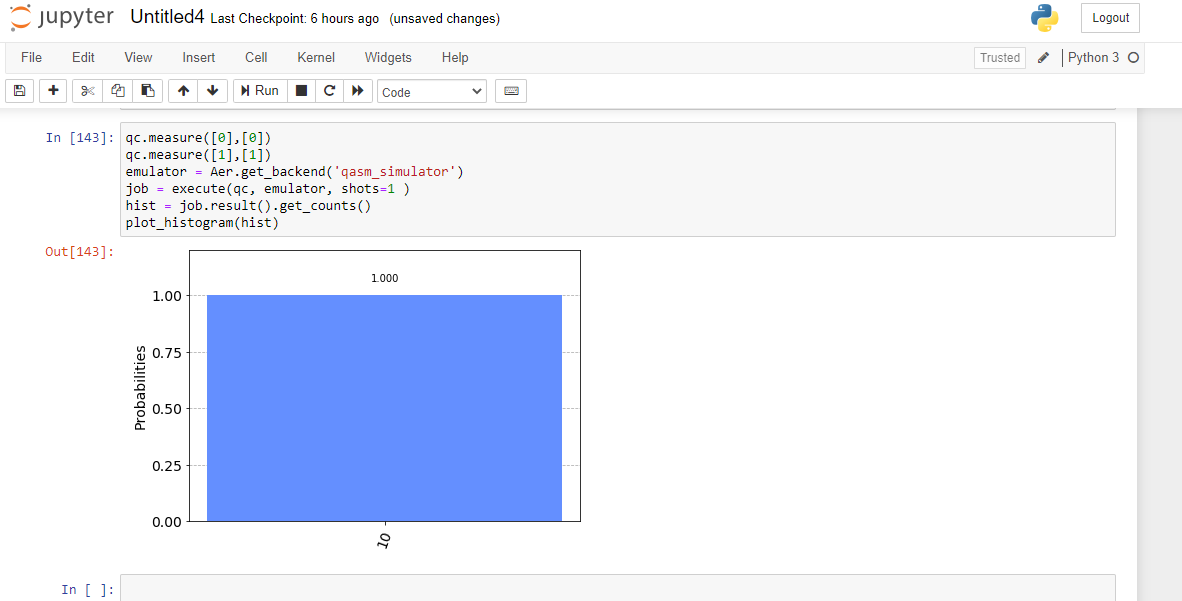 jupyter Untitled4 Last Checkpoint: 6 hours ago (unsaved changes) Logout
File Edit View Insert Cell Kernel Widgets Help Trusted Python 3
Run Code
In [143]: qc.measure([0],[0])
qc.measure([1],[1])
emulator = Aer.get_backend('qasm_simulator')
job = execute(qc, emulator, shots=1 )
hist = job.result().get_counts()
plot_histogram(hist)
Out[143]:
1.000
1.00
0.75
0.50
0.25
0.00
Probabilities
10
In [ ]: